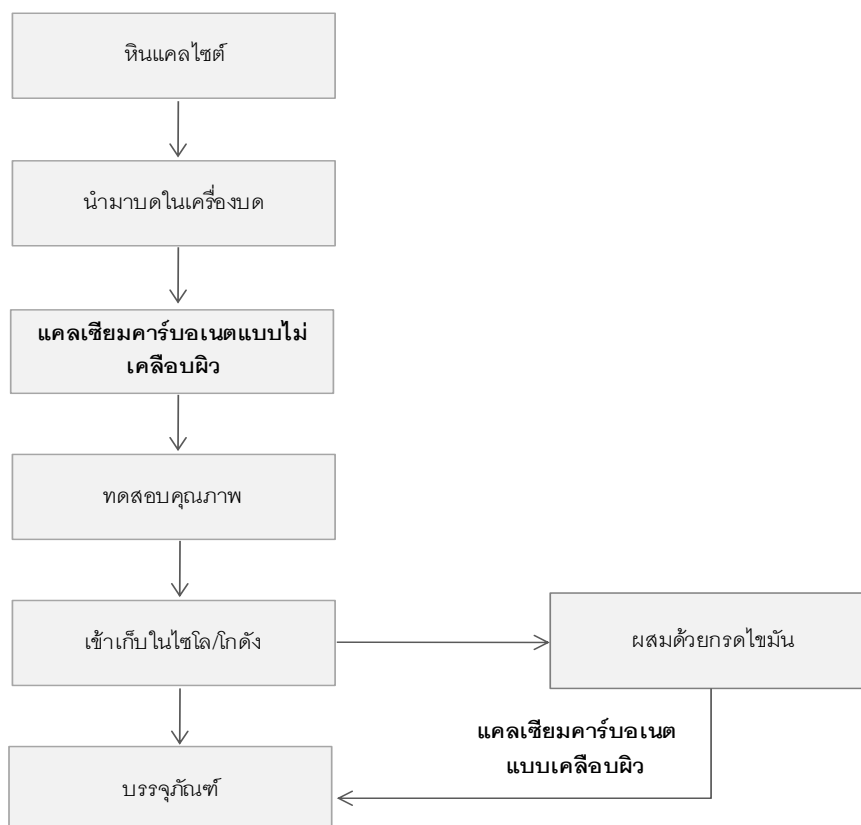 หินแคลไซต์
นำมาบดในเครื่องบด
แคลเซียมคาร์บอเนตแบบไม่
เคลือบผิว
ทดสอบคุณภาพ
เข้าเก็บในไซโล/โกดัง
ผสมด้วยกรดไขมัน
แคลเซียมคาร์บอเนต
แบบเคลือบผิว
บรรจุภัณฑ์